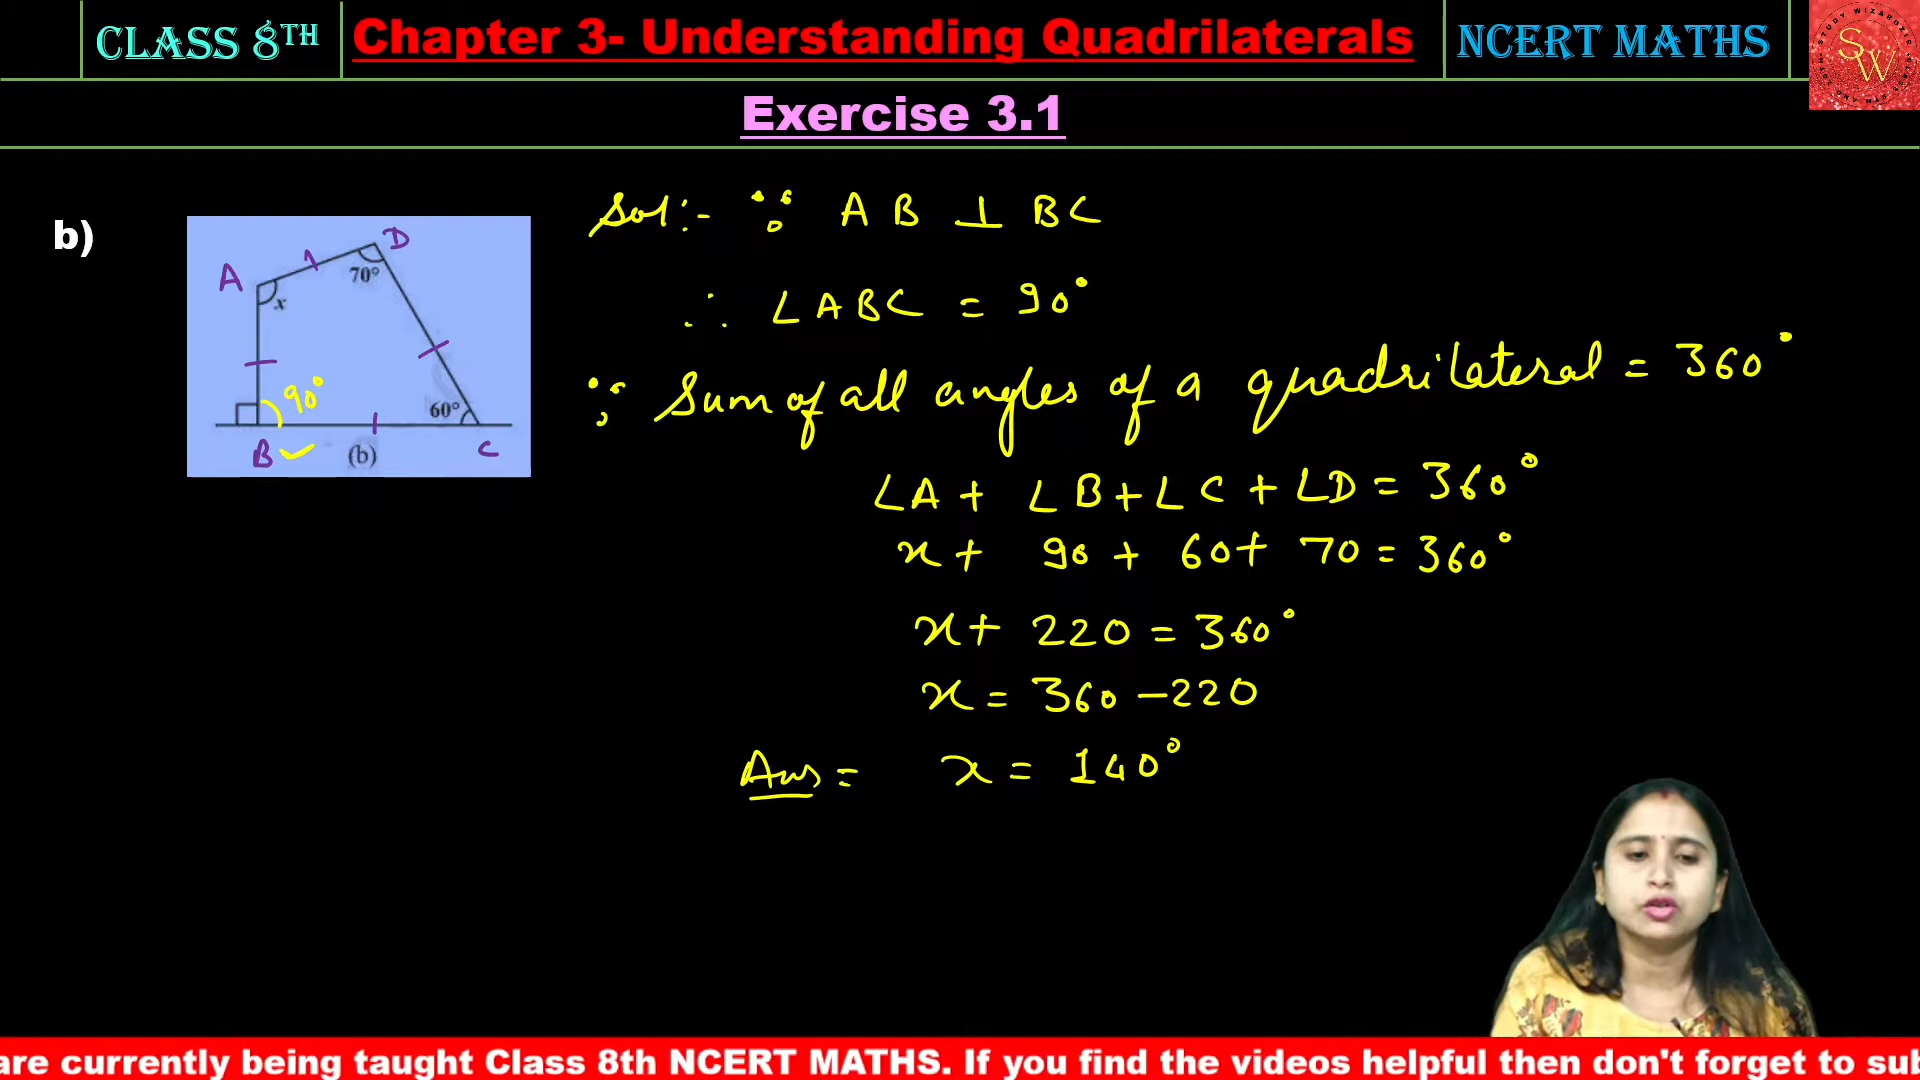 CLASS 8TH
Chapter 3- Understanding Quadrilaterals
NCERT MATHS
SW
Exercise 3.1
b)
A
D
70°
x
90°
60°
B
(b)
C
Sol:- ∵ AB ⊥ BC
∴ ∠ABC = 90°
∵ Sum of all angles of a quadrilateral = 360°
∠A + ∠B + ∠C + ∠D = 360°
x + 90 + 60 + 70 = 360°
x + 220 = 360°
x = 360 - 220
Ans = x = 140°
are currently being taught Class 8th NCERT MATHS. If you find the videos helpful then don't forget to sub